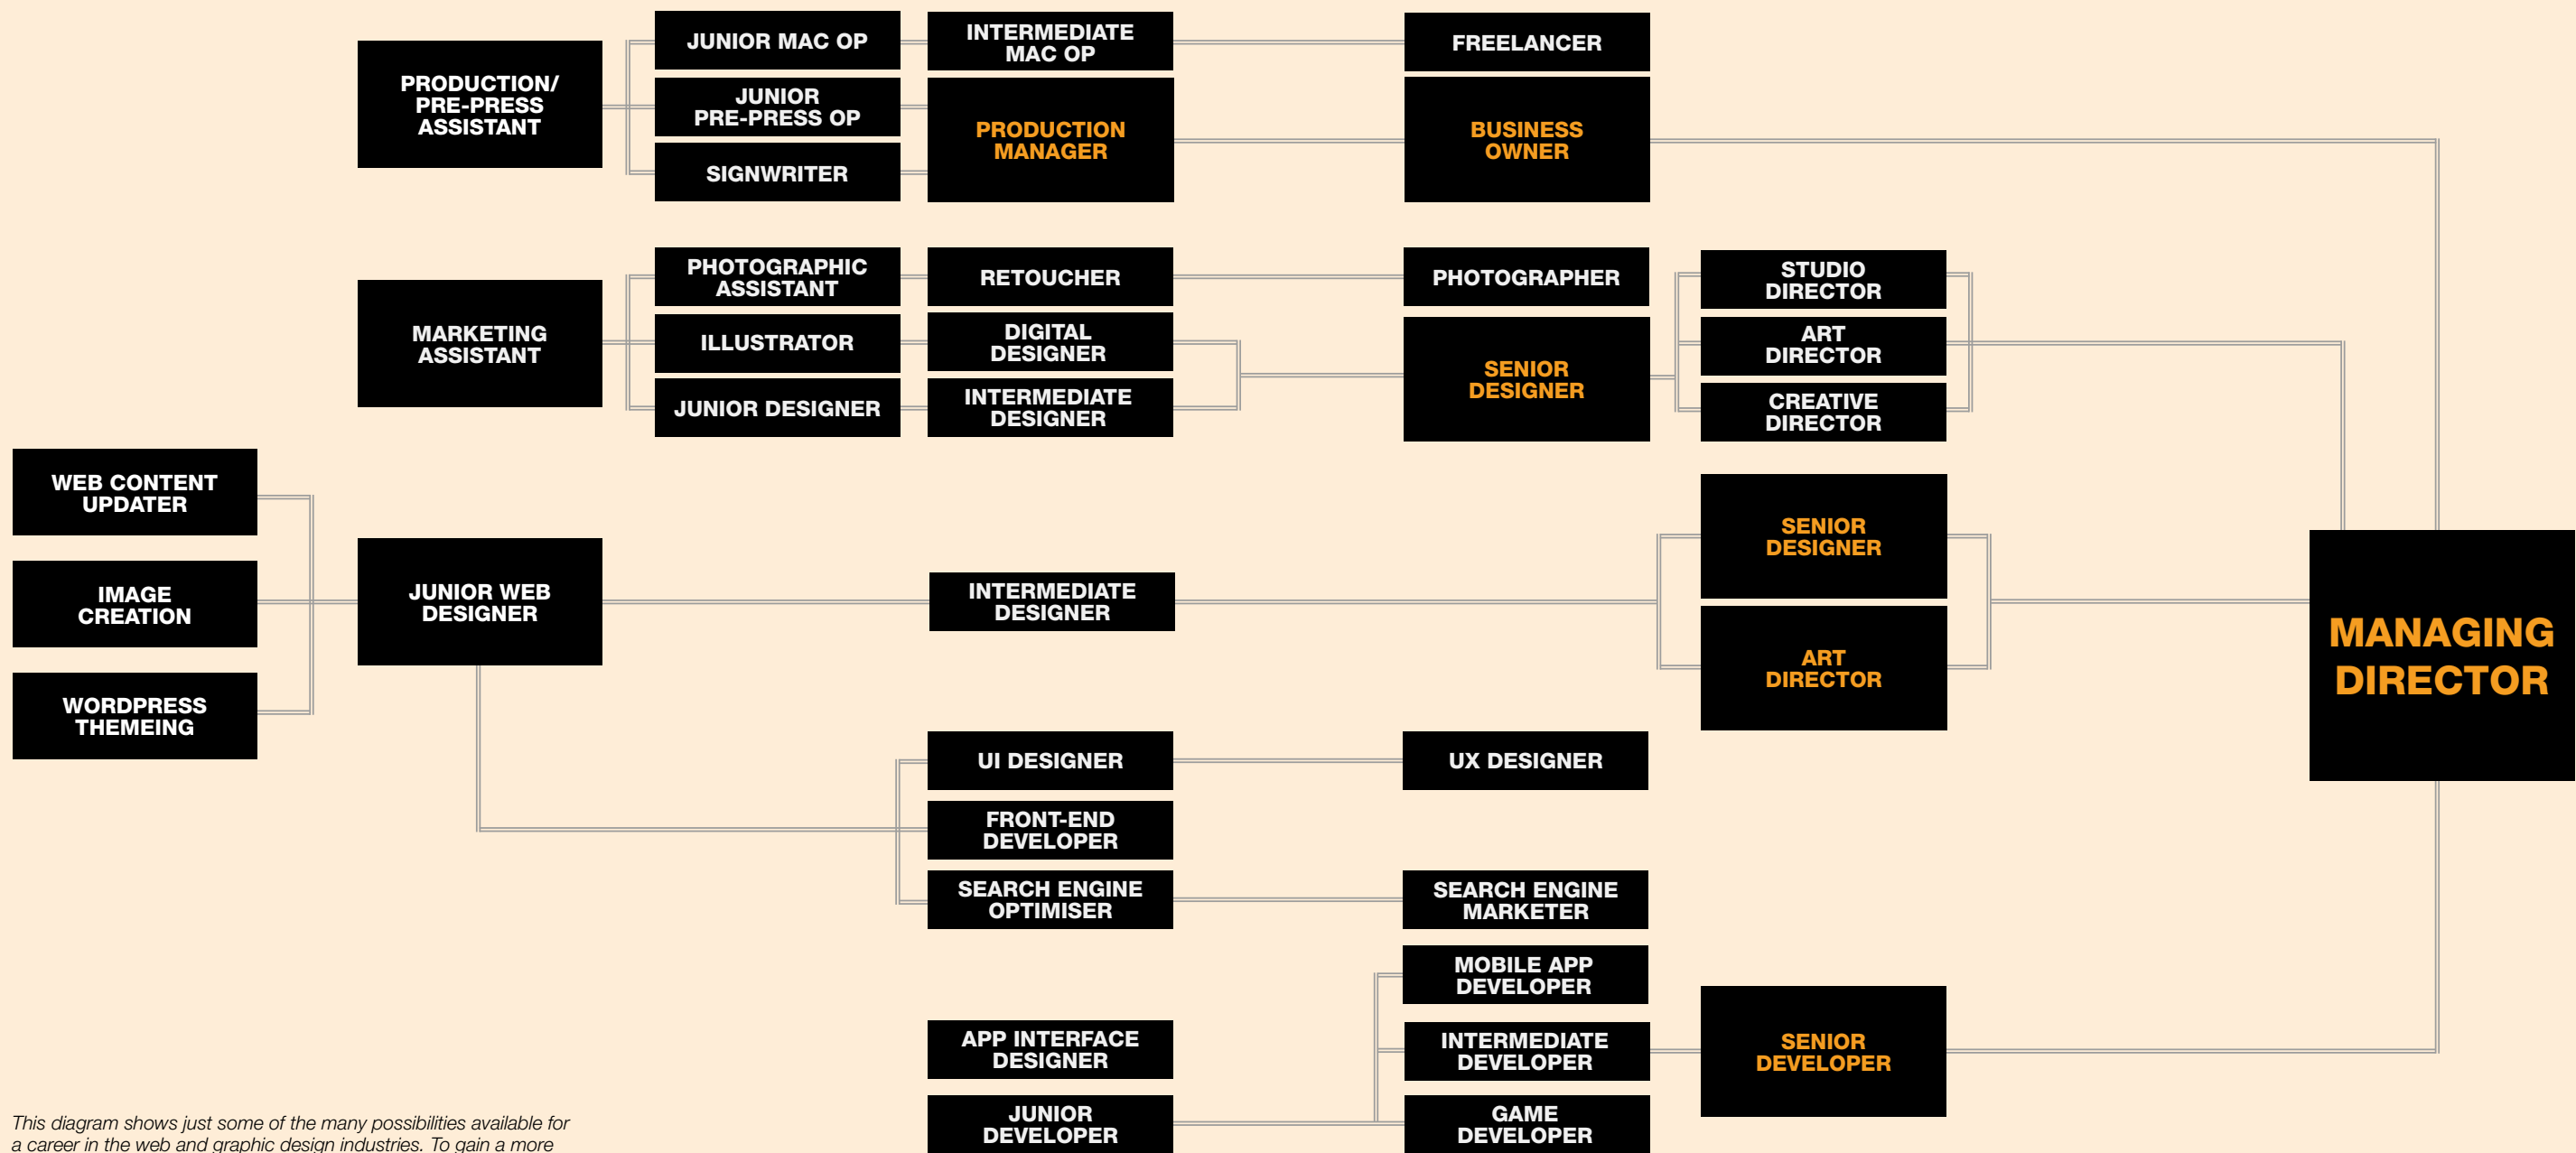 PRODUCTION/
PRE-PRESS
ASSISTANT
JUNIOR MAC OP
JUNIOR
PRE-PRESS OP
SIGNWRITER
INTERMEDIATE
MAC OP
PRODUCTION
MANAGER
FREELANCER
BUSINESS
OWNER
MARKETING
ASSISTANT
PHOTOGRAPHIC
ASSISTANT
ILLUSTRATOR
JUNIOR DESIGNER
RETOUCHER
DIGITAL
DESIGNER
INTERMEDIATE
DESIGNER
PHOTOGRAPHER
SENIOR
DESIGNER
STUDIO
DIRECTOR
ART
DIRECTOR
CREATIVE
DIRECTOR
WEB CONTENT
UPDATER
IMAGE
CREATION
WORDPRESS
THEMEING
JUNIOR WEB
DESIGNER
INTERMEDIATE
DESIGNER
SENIOR
DESIGNER
ART
DIRECTOR
MANAGING
DIRECTOR
UI DESIGNER
FRONT-END
DEVELOPER
SEARCH ENGINE
OPTIMISER
UX DESIGNER
SEARCH ENGINE
MARKETER
APP INTERFACE
DESIGNER
JUNIOR
DEVELOPER
MOBILE APP
DEVELOPER
INTERMEDIATE
DEVELOPER
GAME
DEVELOPER
SENIOR
DEVELOPER
This diagram shows just some of the many possibilities available for
a career in the web and graphic design industries. To gain a more